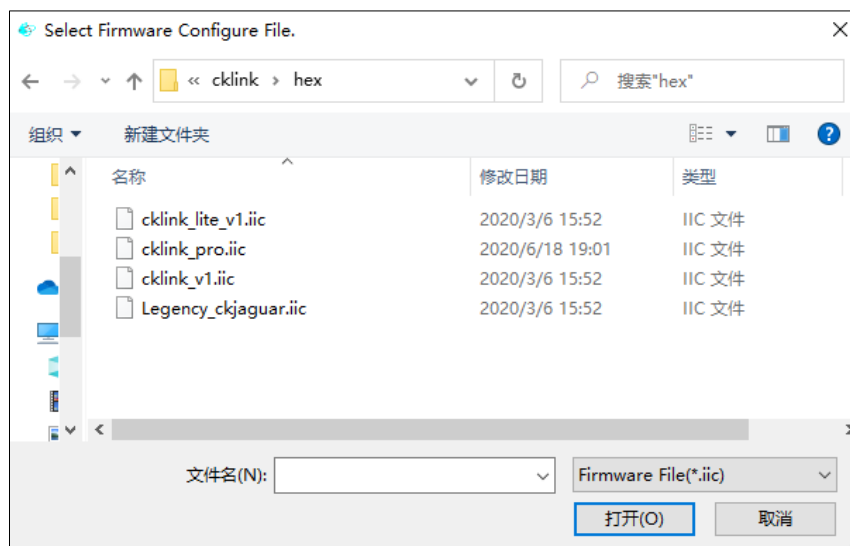 Select Firmware Configure File.
« cklink › hex
搜索"hex"
组织 新建文件夹
名称 修改日期 类型
cklink_lite_v1.iic 2020/3/6 15:52 IIC 文件
cklink_pro.iic 2020/6/18 19:01 IIC 文件
cklink_v1.iic 2020/3/6 15:52 IIC 文件
Legency_ckjaguar.iic 2020/3/6 15:52 IIC 文件
文件名(N): Firmware File(*.iic)
打开(O) 取消